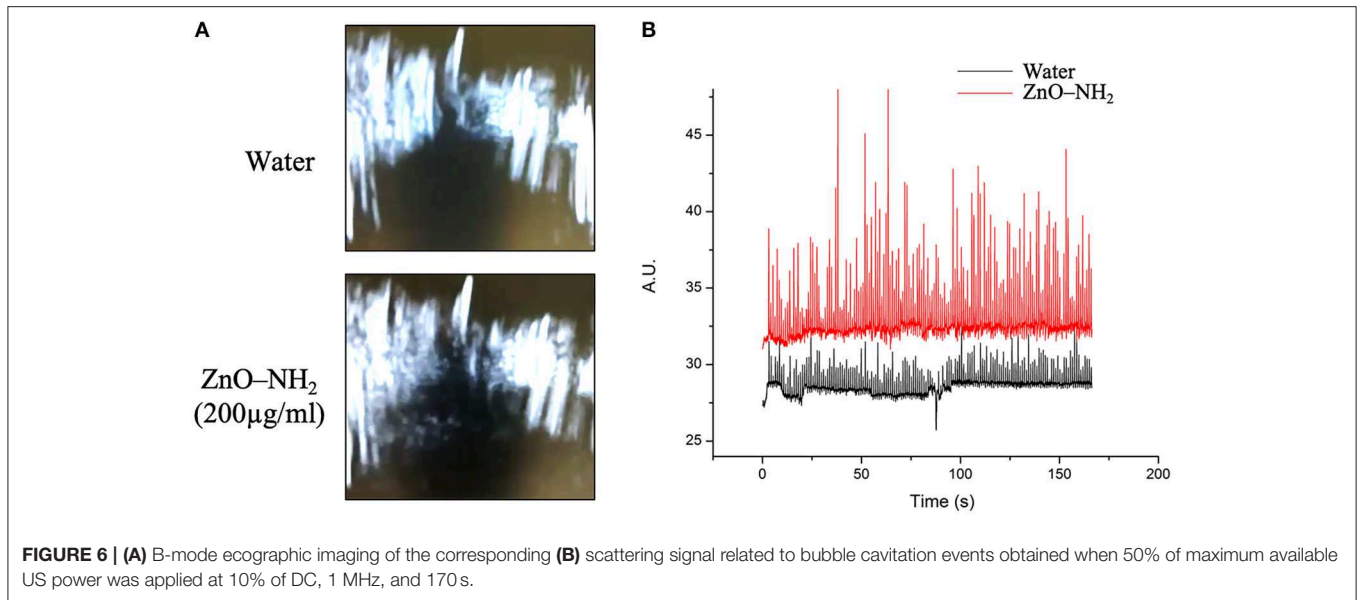 A
B
Water
ZnO–NH₂
(200µg/ml)
Water
ZnO–NH₂
45
40
35
30
25
A.U.
0
50
100
150
200
Time (s)
FIGURE 6 | (A) B-mode ecographic imaging of the corresponding (B) scattering signal related to bubble cavitation events obtained when 50% of maximum available
US power was applied at 10% of DC, 1 MHz, and 170 s.